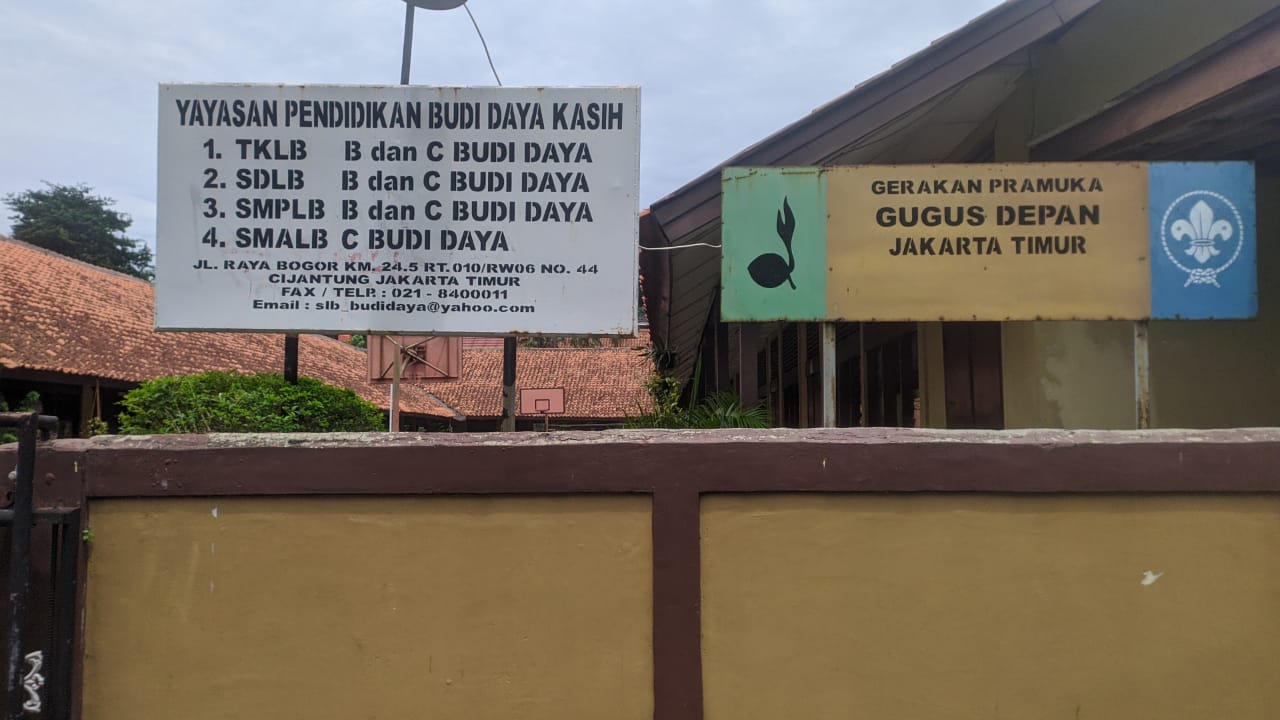 YAYASAN PENDIDIKAN BUDI DAYA KASIH
1. TKLB B dan C BUDI DAYA
2. SDLB B dan C BUDI DAYA
3. SMPLB B dan C BUDI DAYA
4. SMALB C BUDI DAYA
JL. RAYA BOGOR KM. 24.5 RT.010/RW06 NO. 44
CIJANTUNG JAKARTA TIMUR
FAX / TELP. : 021 - 8400011
Email : slb_budidaya@yahoo.com
GERAKAN PRAMUKA
GUGUS DEPAN
JAKARTA TIMUR